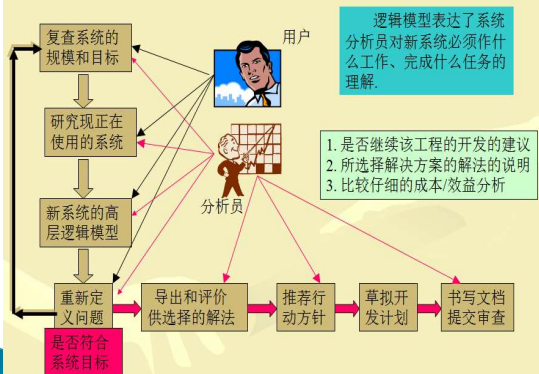 复查系统的
规模和目标
用户
逻辑模型表达了系统
分析员对新系统必须作什
么工作、完成什么任务的
理解.
研究现正在
使用的系统
1. 是否继续该工程的开发的建议
2. 所选择解决方案的解法的说明
3. 比较仔细的成本/效益分析
分析员
新系统的高
层逻辑模型
重新定
义问题
导出和评价
供选择的解法
推荐行
动方针
草拟开
发计划
书写文档
提交审查
是否符合
系统目标